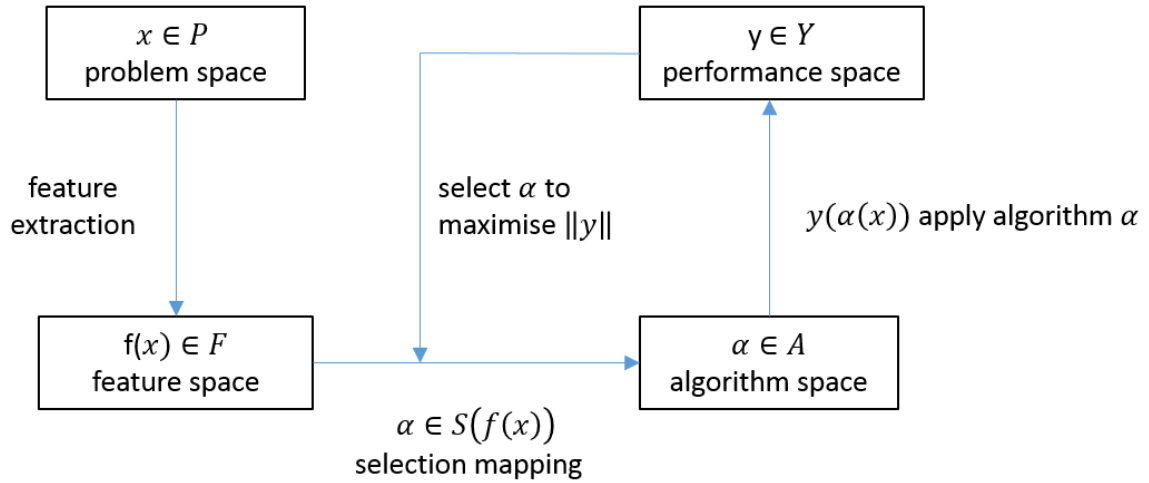 x ∈ P
problem space
y ∈ Y
performance space
feature
extraction
select α to
maximise ‖y‖
y(α(x)) apply algorithm α
f(x) ∈ F
feature space
α ∈ A
algorithm space
α ∈ S(f(x))
selection mapping